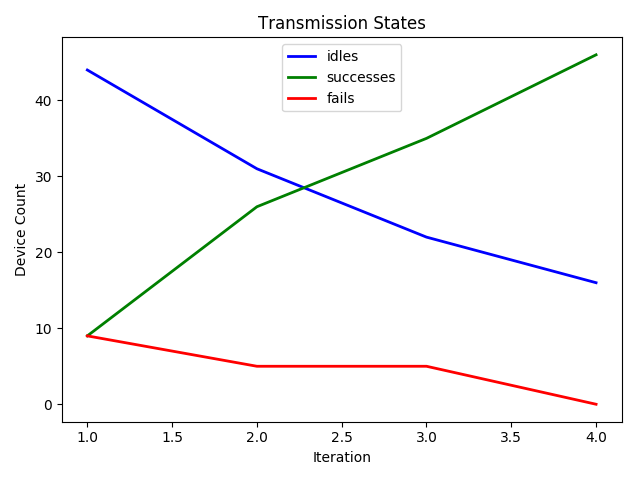 Transmission States
idles
successes
fails
Device Count
40
30
20
10
0
1.0 1.5 2.0 2.5 3.0 3.5 4.0
Iteration